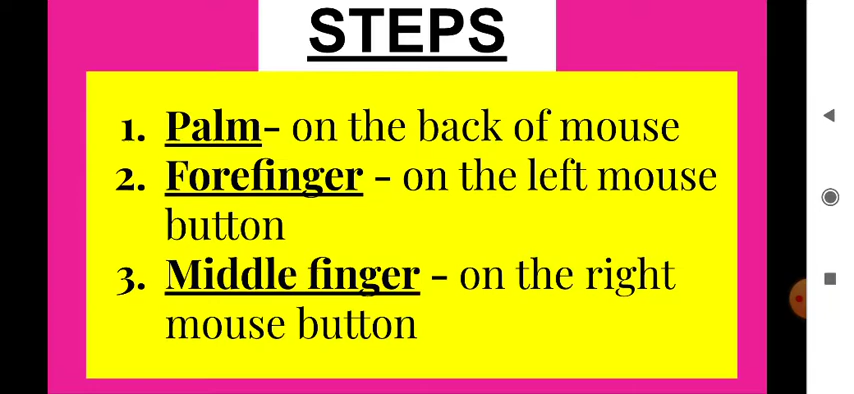 STEPS
1. Palm- on the back of mouse
2. Forefinger - on the left mouse
button
3. Middle finger - on the right
mouse button